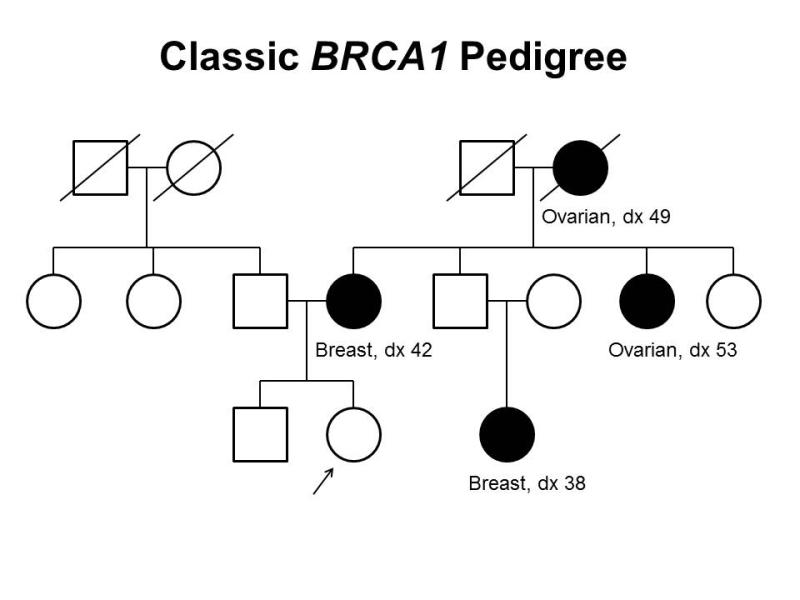 Classic BRCA1 Pedigree
Ovarian, dx 49
Breast, dx 42
Ovarian, dx 53
Breast, dx 38